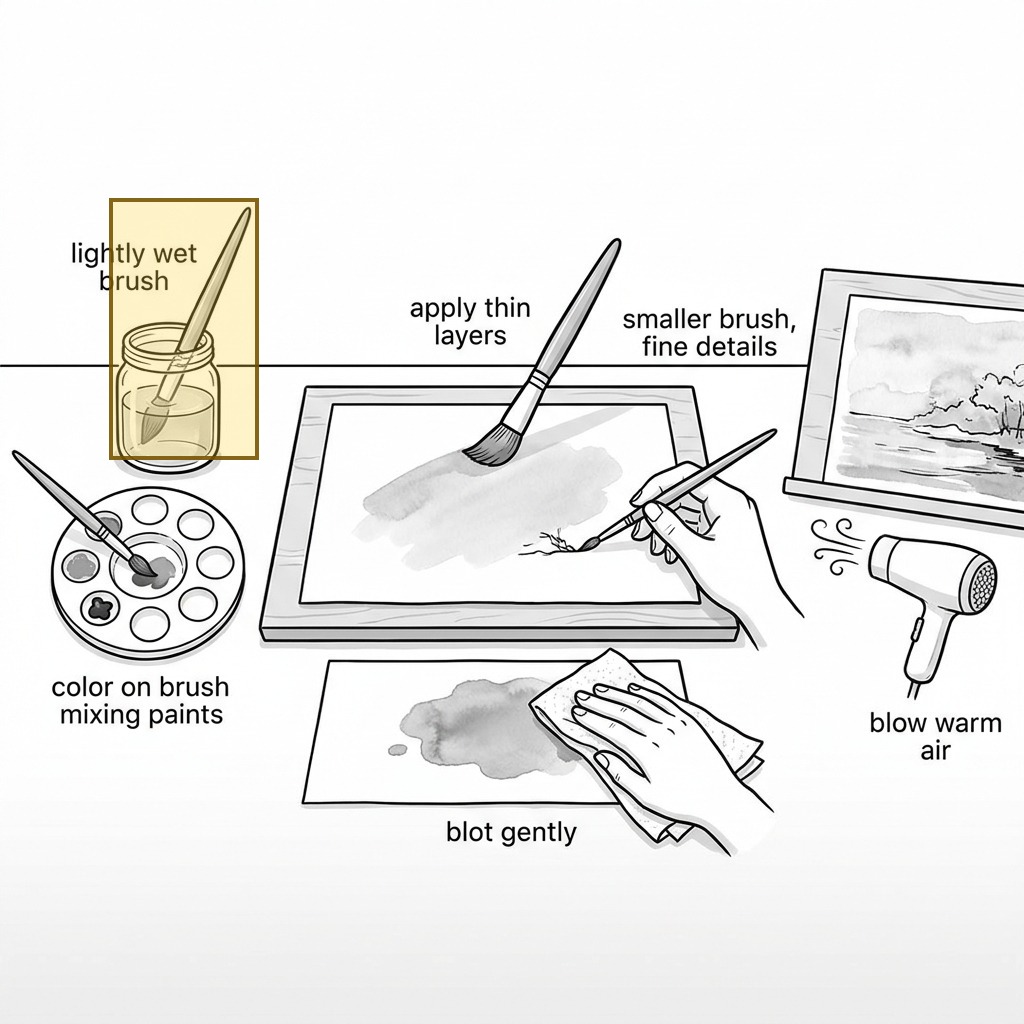 lightly wet
brush
apply thin
layers
smaller brush,
fine details
color on brush
mixing paints
blow warm
air
blot gently